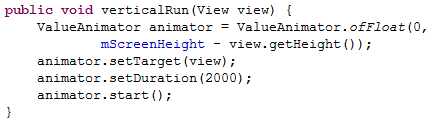 public void verticalRun(View view) {
    ValueAnimator animator = ValueAnimator.ofFloat(0,
            mScreenHeight - view.getHeight());
    animator.setTarget(view);
    animator.setDuration(2000);
    animator.start();
}